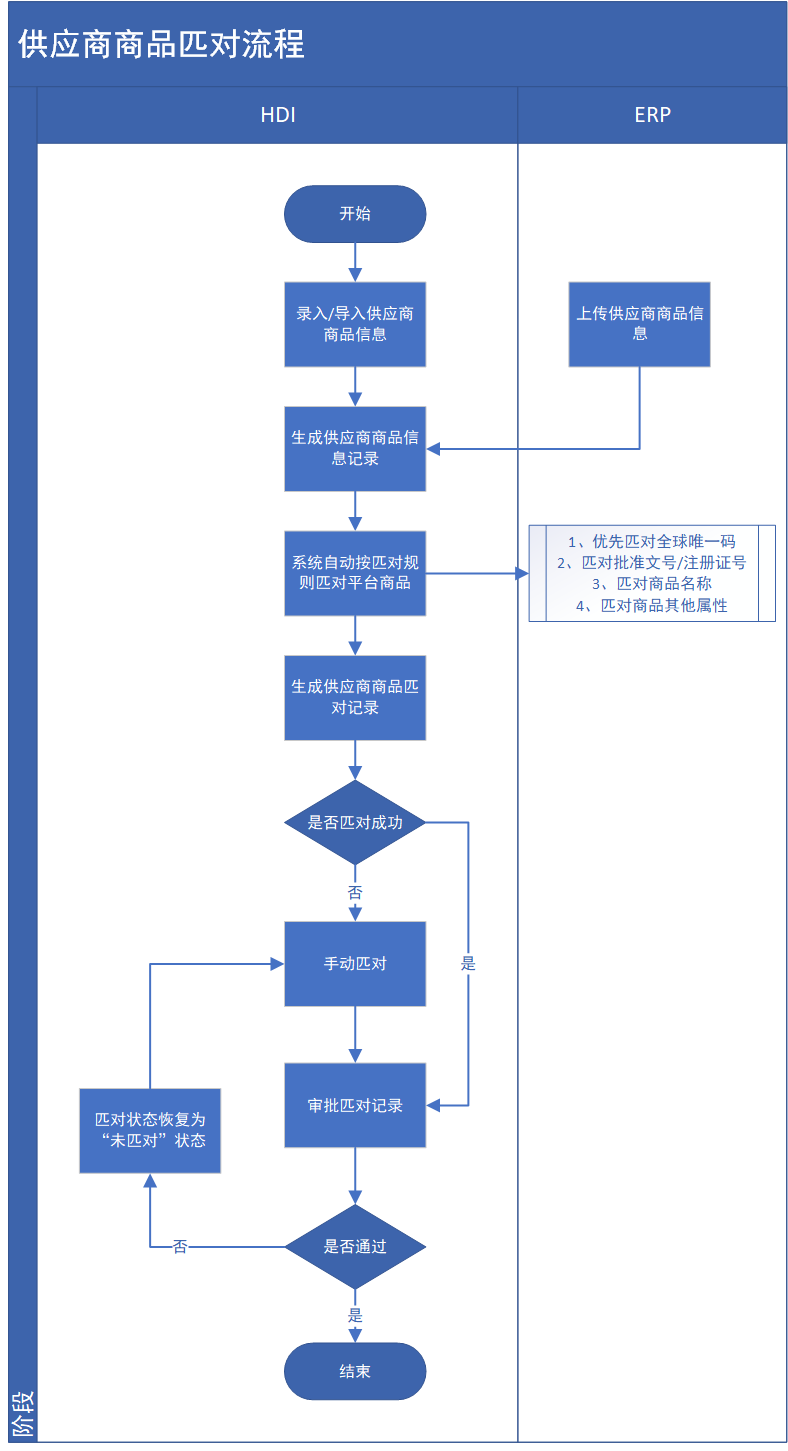 供应商商品匹对流程
HDI
ERP
开始
录入/导入供应商
商品信息
上传供应商商品信
息
生成供应商商品信
息记录
系统自动按匹对规
则匹对平台商品
1、优先匹对全球唯一码
2、匹对批准文号/注册证号
3、匹对商品名称
4、匹对商品其他属性
生成供应商商品匹
对记录
是否匹对成功
否
手动匹对
是
审批匹对记录
匹对状态恢复为
“未匹对”状态
是否通过
否
是
结束
阶段